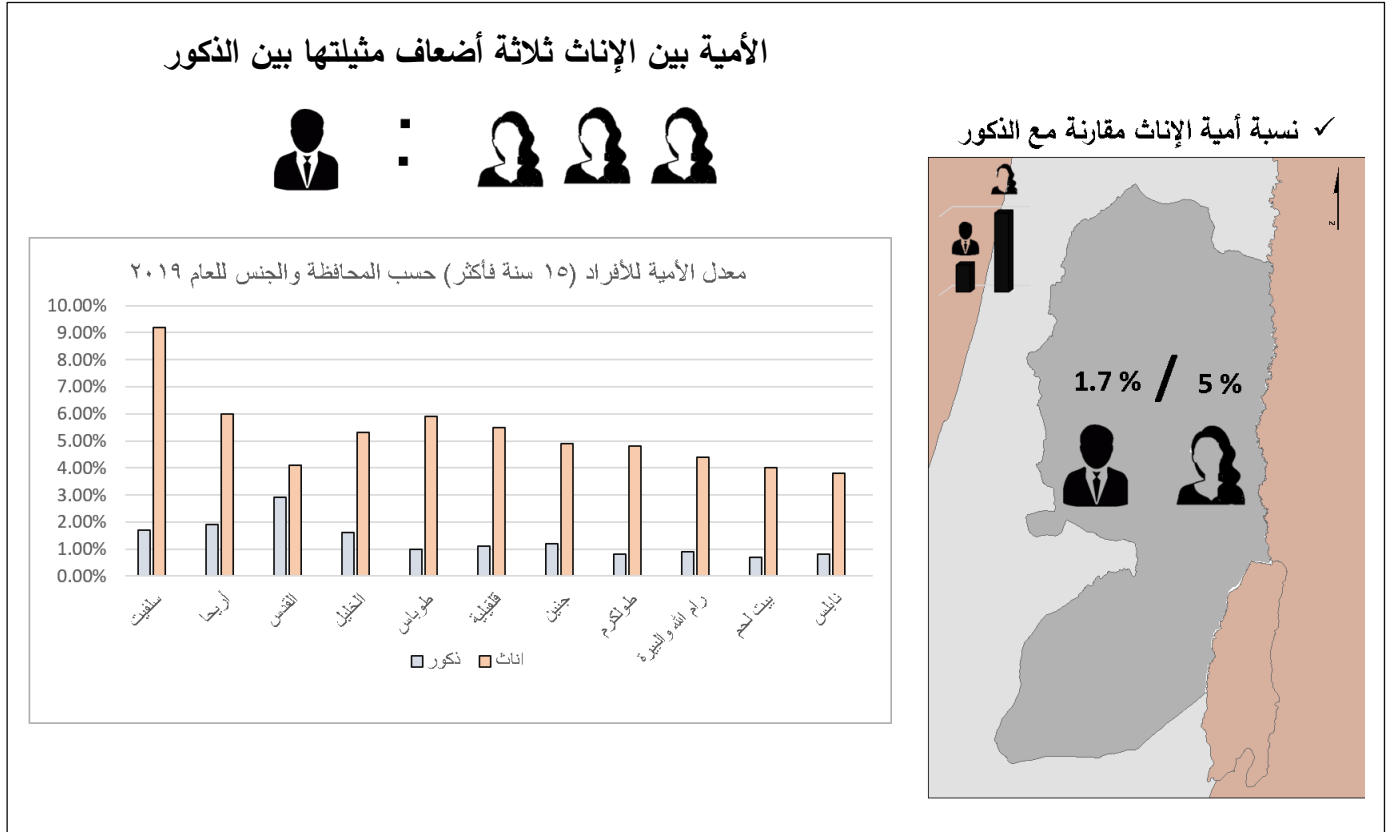 الأمية بين الإناث ثلاثة أضعاف مثيلتها بين الذكور
:
✓ نسبة أمية الإناث مقارنة مع الذكور
N
1.7 % / 5 %
معدل الأمية للأفراد (١٥ سنة فأكثر) حسب المحافظة والجنس للعام ٢٠١٩
10.00%
9.00%
8.00%
7.00%
6.00%
5.00%
4.00%
3.00%
2.00%
1.00%
0.00%
سلفيت
أريحا
القدس
الخليل
طوباس
قلقيلية
جنين
طولكرم
رام الله والبيرة
بيت لحم
نابلس
ذكور
اناث